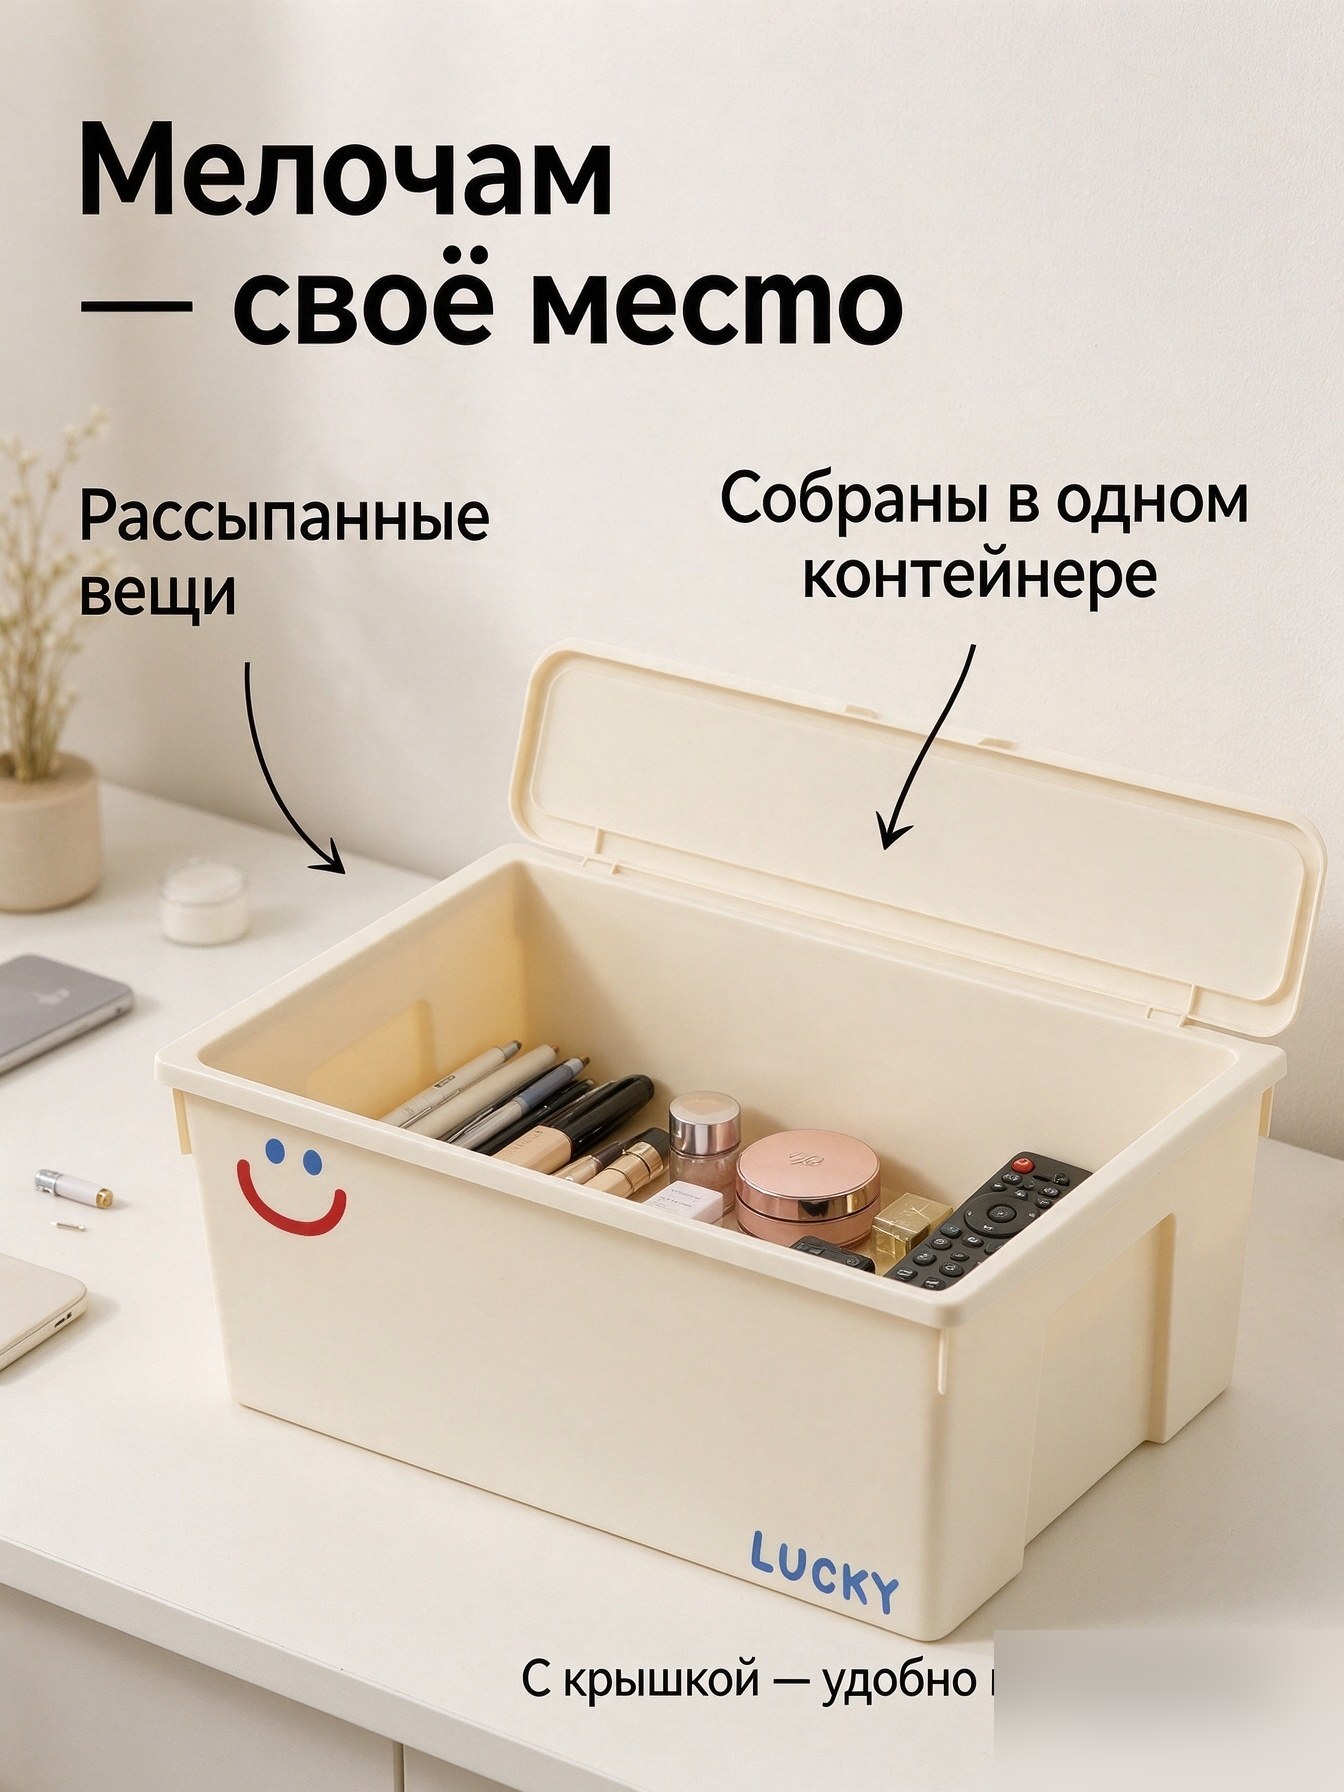 Мелочам
— своё место
Рассыпанные
вещи
Собраны в одном
контейнере
LUCKY
С крышкой — удобно